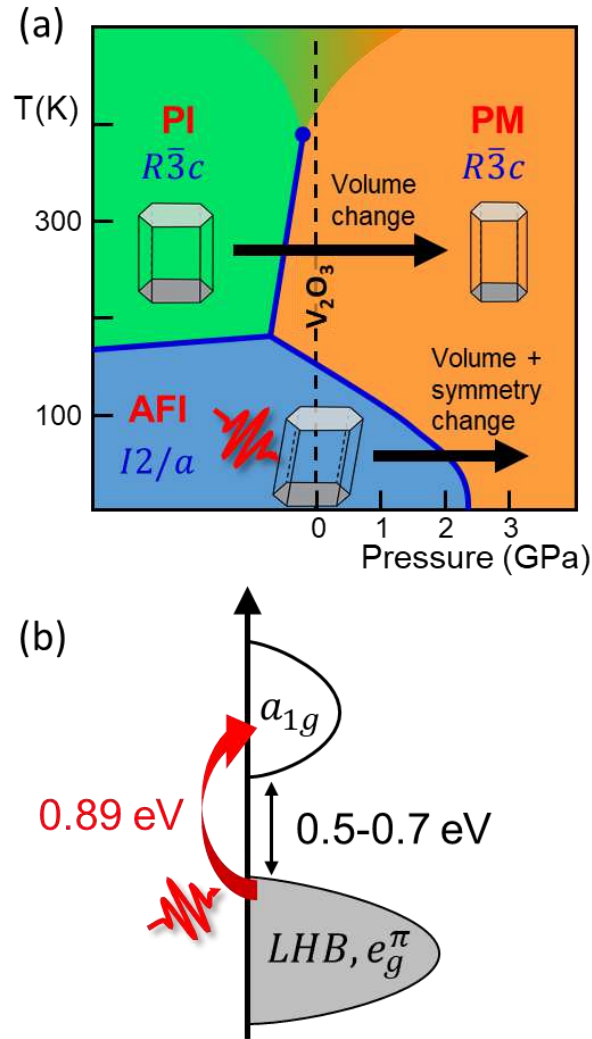 (a)
T(K)
PI
R3̅c
PM
R3̅c
Volume
change
300
V₂O₃
Volume +
symmetry
change
100
AFI
I2/a
0 1 2 3
Pressure (GPa)
(b)
a₁g
0.89 eV
0.5-0.7 eV
LHB, e_g^π